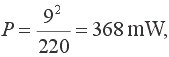 P = 9²/220 = 368 mW,